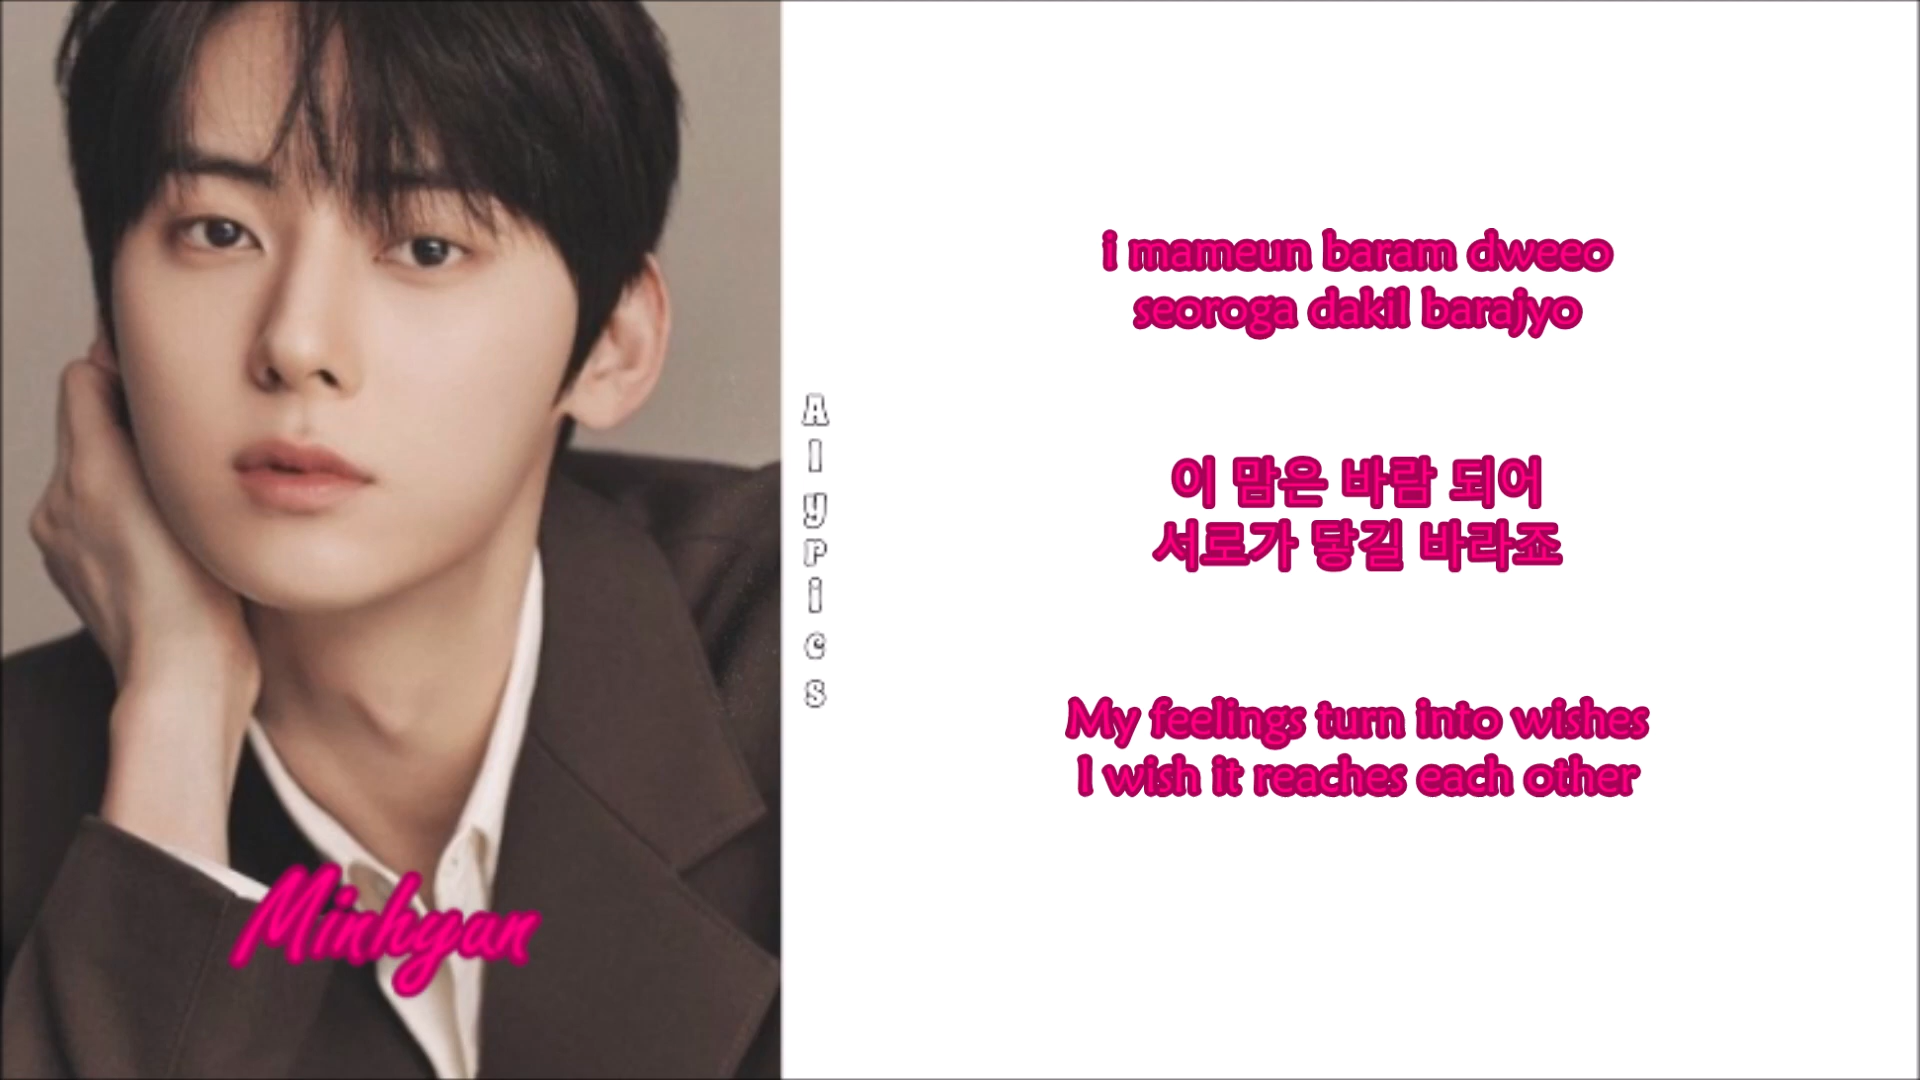 i mameun baram dweeo
seoroga dakil barajyo
이 맘은 바람 되어
서로가 닿길 바라죠
My feelings turn into wishes
I wish it reaches each other
Alyrics
Minhyun